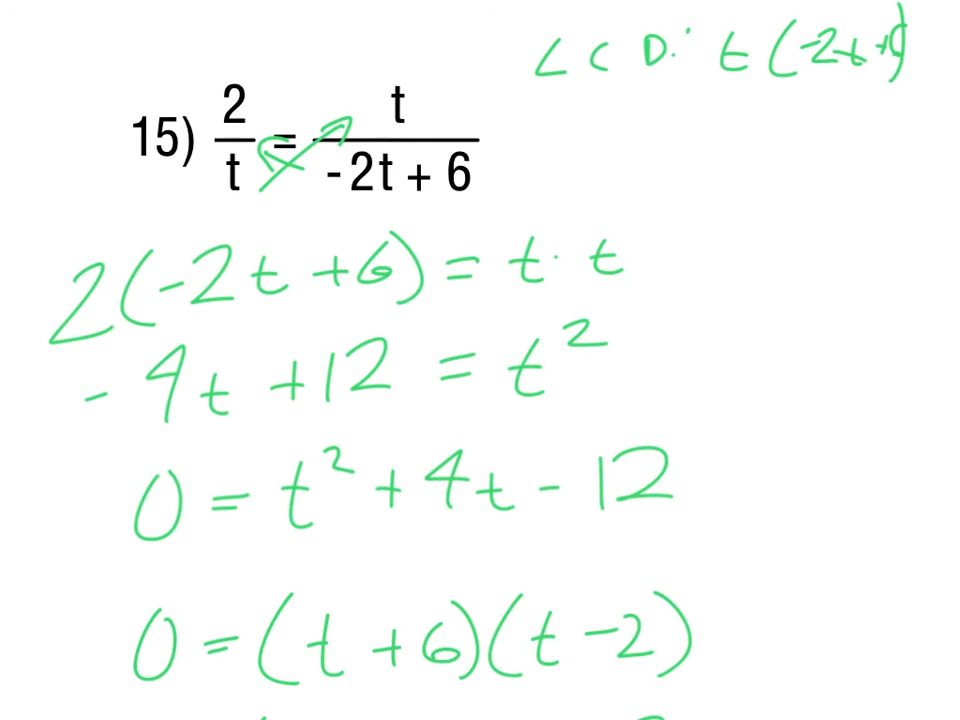 LCD: t(-2t+6)
15) 2/t = t/(-2t + 6)
2(-2t+6) = t · t
-4t +12 = t²
0 = t² + 4t - 12
0 = (t+6)(t-2)